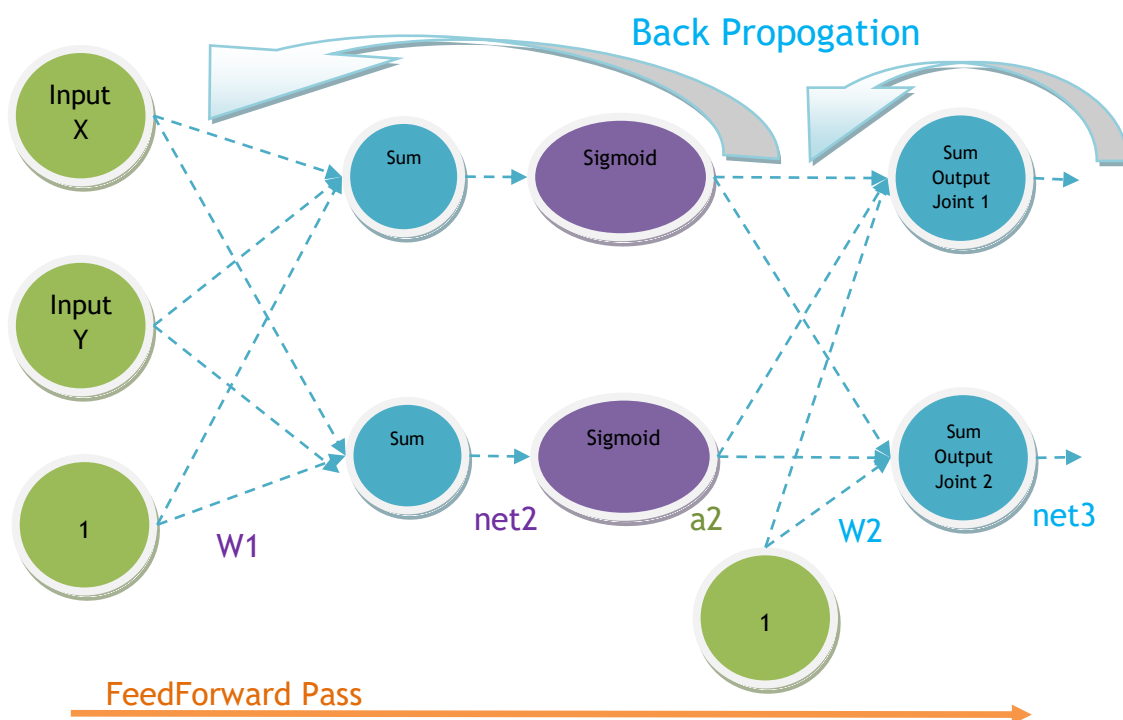 Back Propogation
Input
X
Sum
Sigmoid
Sum
Output
Joint 1
Input
Y
Sum
Sigmoid
Sum
Output
Joint 2
1
W1
net2
a2
W2
net3
1
FeedForward Pass